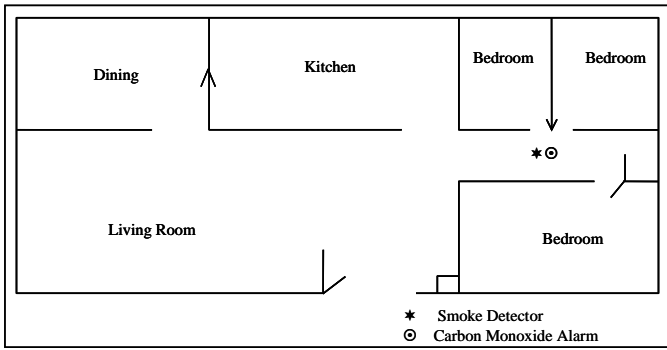 Bedroom
Bedroom
Kitchen
Dining
Living Room
Bedroom
Smoke Detector
Carbon Monoxide Alarm